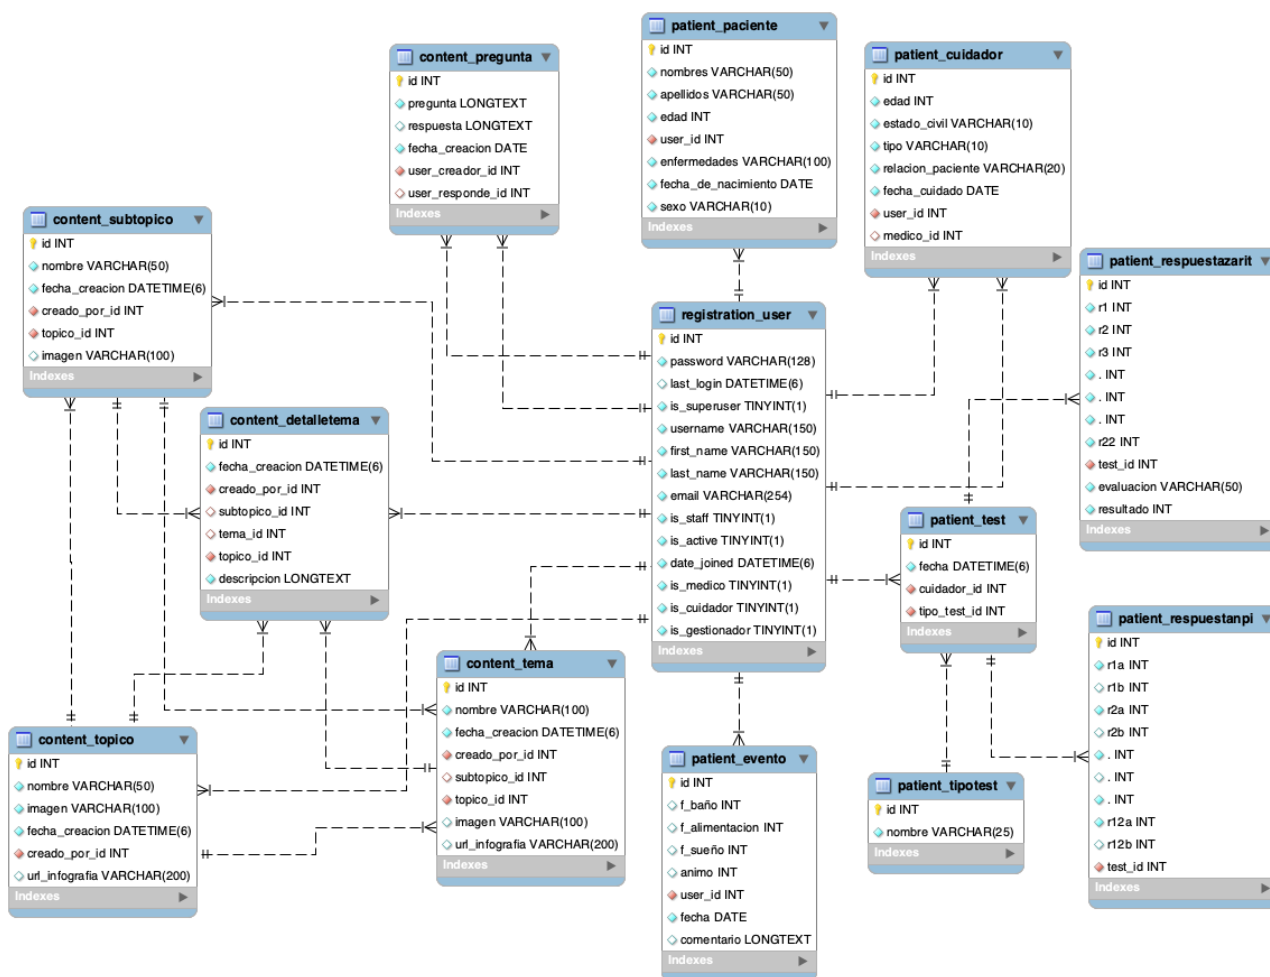 patient_paciente
id INT
nombres VARCHAR(50)
apellidos VARCHAR(50)
edad INT
user_id INT
enfermedades VARCHAR(100)
fecha_de_nacimiento DATE
sexo VARCHAR(10)
Indexes
content_pregunta
id INT
pregunta LONGTEXT
respuesta LONGTEXT
fecha_creacion DATE
user_creador_id INT
user_responde_id INT
Indexes
patient_cuidador
id INT
edad INT
estado_civil VARCHAR(10)
tipo VARCHAR(10)
relacion_paciente VARCHAR(20)
fecha_cuidado DATE
user_id INT
medico_id INT
Indexes
content_subtopico
id INT
nombre VARCHAR(50)
fecha_creacion DATETIME(6)
creado_por_id INT
topico_id INT
imagen VARCHAR(100)
Indexes
patient_respuestazarit
id INT
r1 INT
r2 INT
r3 INT
. INT
. INT
. INT
r22 INT
test_id INT
evaluacion VARCHAR(50)
resultado INT
Indexes
registration_user
id INT
password VARCHAR(128)
last_login DATETIME(6)
is_superuser TINYINT(1)
username VARCHAR(150)
first_name VARCHAR(150)
last_name VARCHAR(150)
email VARCHAR(254)
is_staff TINYINT(1)
is_active TINYINT(1)
date_joined DATETIME(6)
is_medico TINYINT(1)
is_cuidador TINYINT(1)
is_gestionador TINYINT(1)
Indexes
content_detalletema
id INT
fecha_creacion DATETIME(6)
creado_por_id INT
subtopico_id INT
tema_id INT
topico_id INT
descripcion LONGTEXT
Indexes
patient_test
id INT
fecha DATETIME(6)
cuidador_id INT
tipo_test_id INT
Indexes
patient_respuestanpi
id INT
r1a INT
r1b INT
r2a INT
r2b INT
. INT
. INT
. INT
r12a INT
r12b INT
test_id INT
Indexes
content_tema
id INT
nombre VARCHAR(100)
fecha_creacion DATETIME(6)
creado_por_id INT
subtopico_id INT
topico_id INT
imagen VARCHAR(100)
url_infografia VARCHAR(200)
Indexes
content_topico
id INT
nombre VARCHAR(50)
imagen VARCHAR(100)
fecha_creacion DATETIME(6)
creado_por_id INT
url_infografia VARCHAR(200)
Indexes
patient_evento
id INT
f_baño INT
f_alimentacion INT
f_sueño INT
animo INT
user_id INT
fecha DATE
comentario LONGTEXT
Indexes
patient_tipotest
id INT
nombre VARCHAR(25)
Indexes